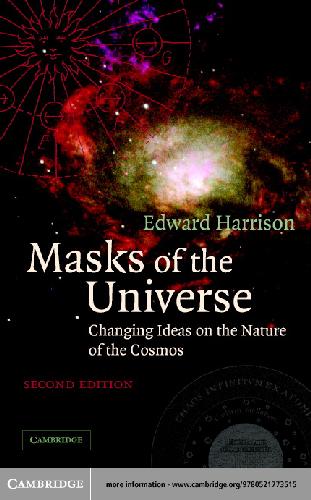 Edward Harrison
Masks of the
Universe
Changing Ideas on the Nature
of the Cosmos
SECOND EDITION
CAMBRIDGE
CAMBRIDGE
more information – www.cambridge.org/9780521773515